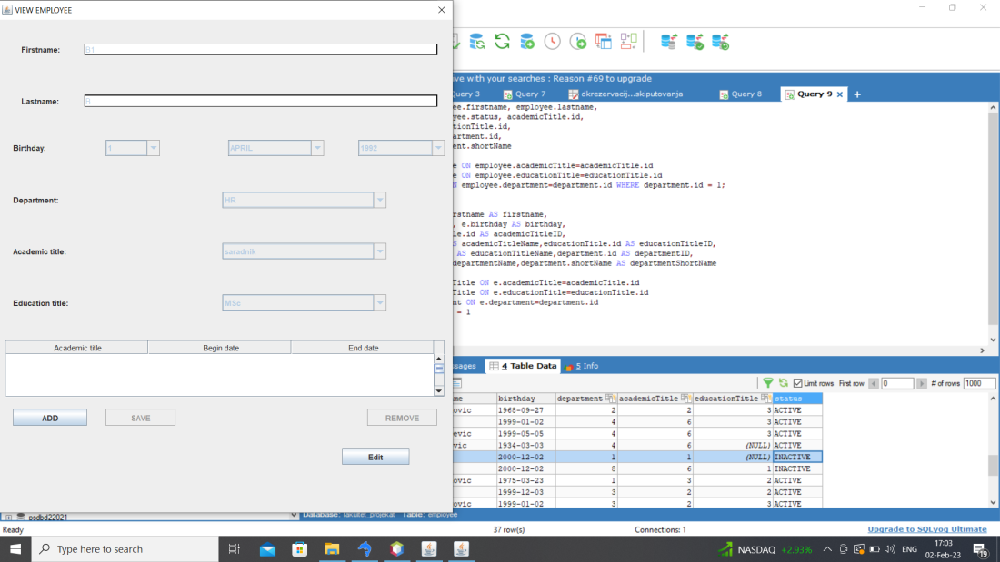 VIEW EMPLOYEE
Firstname: B1
Lastname: B
Birthday: 1 APRIL 1992
Department: HR
Academic title: saradnik
Education title: MSc
Academic title Begin date End date
ADD SAVE REMOVE
Edit
ve with your searches : Reason #69 to upgrade
Query 3 Query 7 dkrezervacij...skiputovanja Query 8 Query 9 +
ee.firstname, employee.lastname,
yee.status, academicTitle.id,
tionTitle.id,
artment.id,
ent.shortName
e ON employee.academicTitle=academicTitle.id
e ON employee.educationTitle=educationTitle.id
N employee.department=department.id WHERE department.id = 1;
rstname AS firstname,
, e.birthday AS birthday,
le.id AS academicTitleID,
S academicTitleName,educationTitle.id AS educationTitleID,
AS educationTitleName,department.id AS departmentID,
departmentName,department.shortName AS departmentShortName
Title ON e.academicTitle=academicTitle.id
Title ON e.educationTitle=educationTitle.id
nt ON e.department=department.id
= 1
ssages 4 Table Data 5 Info
Limit rows First row 0 # of rows 1000
me birthday department academicTitle educationTitle status
ovic 1968-09-27 2 2 3 ACTIVE
1999-01-02 4 6 3 ACTIVE
evic 1999-05-05 4 6 3 ACTIVE
vic 1934-03-03 4 6 (NULL) ACTIVE
2000-12-02 1 1 (NULL) INACTIVE
2000-12-02 8 6 1 INACTIVE
ovic 1975-03-23 1 3 2 ACTIVE
1999-12-03 3 2 2 ACTIVE
ovic 1999-01-02 3 2 3 ACTIVE
psdbd22021 Database: fakultet_projekat Table: employee
Ready 37 row(s) Connections: 1 Upgrade to SQLyog Ultimate
Type here to search NASDAQ +2.93% ENG 17:03
02-Feb-23 19